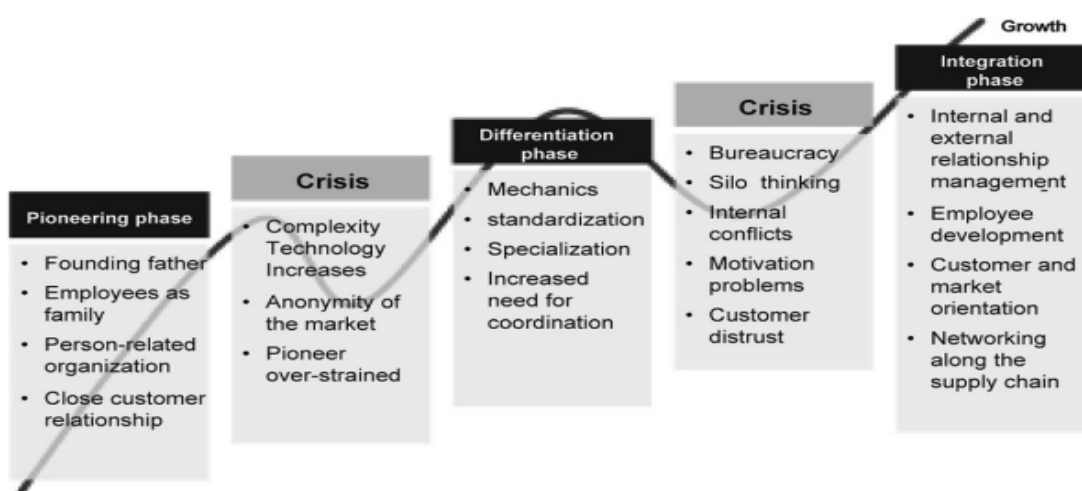 Growth
Pioneering phase
• Founding father
• Employees as
family
• Person-related
organization
• Close customer
relationship
Crisis
• Complexity
Technology
Increases
• Anonymity of
the market
• Pioneer
over-strained
Differentiation
phase
• Mechanics
• standardization
• Specialization
• Increased
need for
coordination
Crisis
• Bureaucracy
• Silo thinking
• Internal
conflicts
• Motivation
problems
• Customer
distrust
Integration
phase
• Internal and
external
relationship
management
• Employee
development
• Customer and
market
orientation
• Networking
along the
supply chain